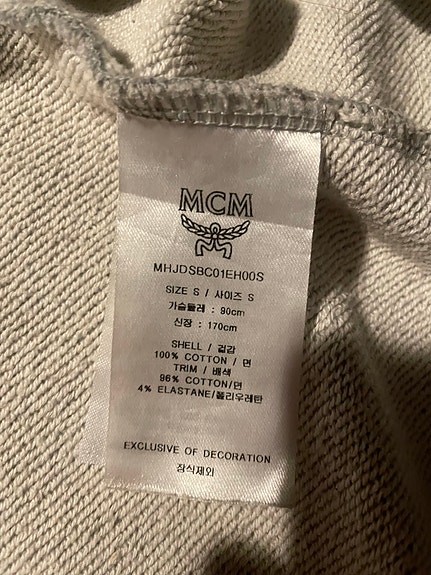 MCM
MHJDSBC01EH00S
SIZE S / 사이즈 S
가슴둘레 : 90cm
신장 : 170cm
SHELL / 겉감
100% COTTON / 면
TRIM / 배색
96% COTTON/면
4% ELASTANE/폴리우레탄
EXCLUSIVE OF DECORATION
장식제외